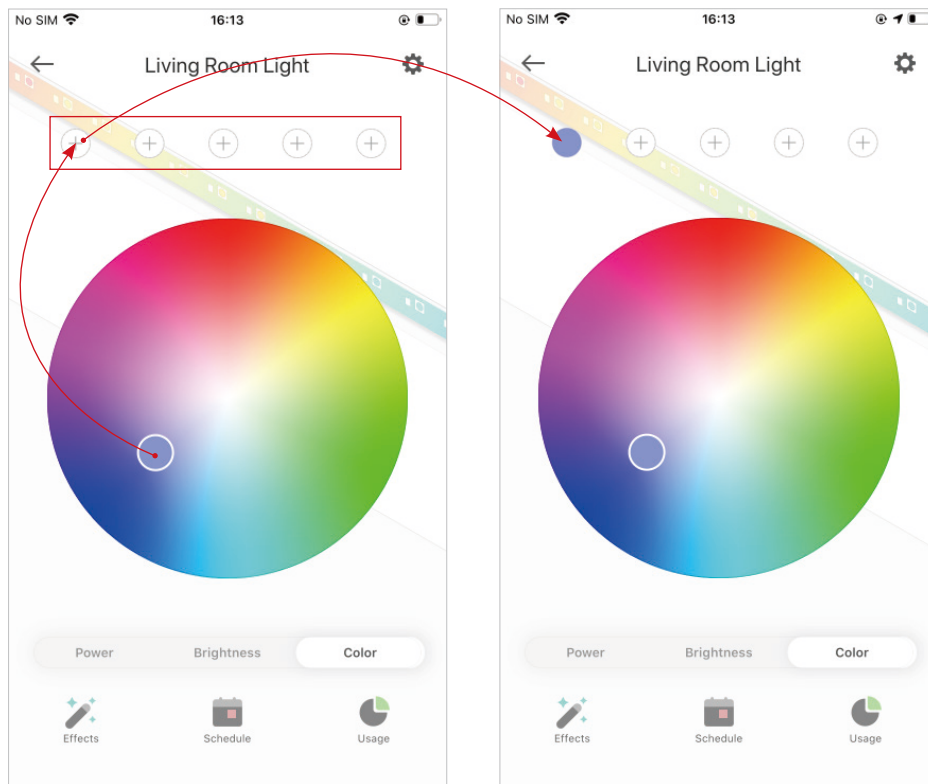 No SIM 16:13
Living Room Light
Power Brightness Color
Effects Schedule Usage
No SIM 16:13
Living Room Light
Power Brightness Color
Effects Schedule Usage